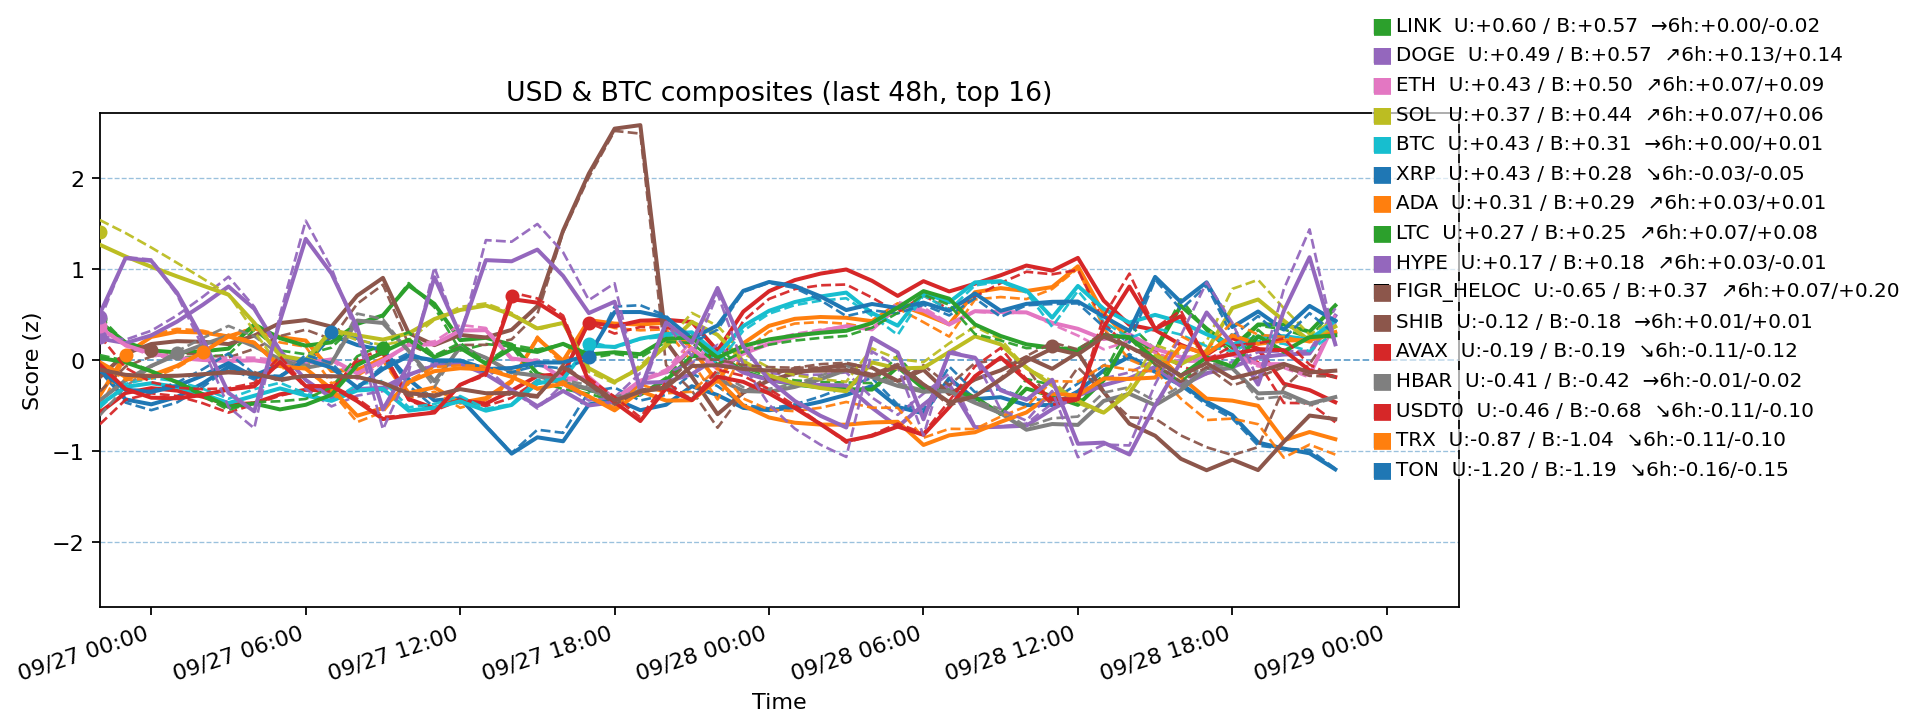 LINK  U:+0.60 / B:+0.57  →6h:+0.00/-0.02
DOGE  U:+0.49 / B:+0.57  ↗6h:+0.13/+0.14
ETH  U:+0.43 / B:+0.50  ↗6h:+0.07/+0.09
SOL  U:+0.37 / B:+0.44  ↗6h:+0.07/+0.06
BTC  U:+0.43 / B:+0.31  →6h:+0.00/+0.01
XRP  U:+0.43 / B:+0.28  ↘6h:-0.03/-0.05
ADA  U:+0.31 / B:+0.29  ↗6h:+0.03/+0.01
LTC  U:+0.27 / B:+0.25  ↗6h:+0.07/+0.08
HYPE  U:+0.17 / B:+0.18  ↗6h:+0.03/-0.01
FIGR_HELOC  U:-0.65 / B:+0.37  ↗6h:+0.07/+0.20
SHIB  U:-0.12 / B:-0.18  →6h:+0.01/+0.01
AVAX  U:-0.19 / B:-0.19  ↘6h:-0.11/-0.12
HBAR  U:-0.41 / B:-0.42  →6h:-0.01/-0.02
USDT0  U:-0.46 / B:-0.68  ↘6h:-0.11/-0.10
TRX  U:-0.87 / B:-1.04  ↘6h:-0.11/-0.10
TON  U:-1.20 / B:-1.19  ↘6h:-0.16/-0.15
USD & BTC composites (last 48h, top 16)
Score (z)
2
1
0
−1
−2
09/27 00:00
09/27 06:00
09/27 12:00
09/27 18:00
09/28 00:00
09/28 06:00
09/28 12:00
09/28 18:00
09/29 00:00
Time